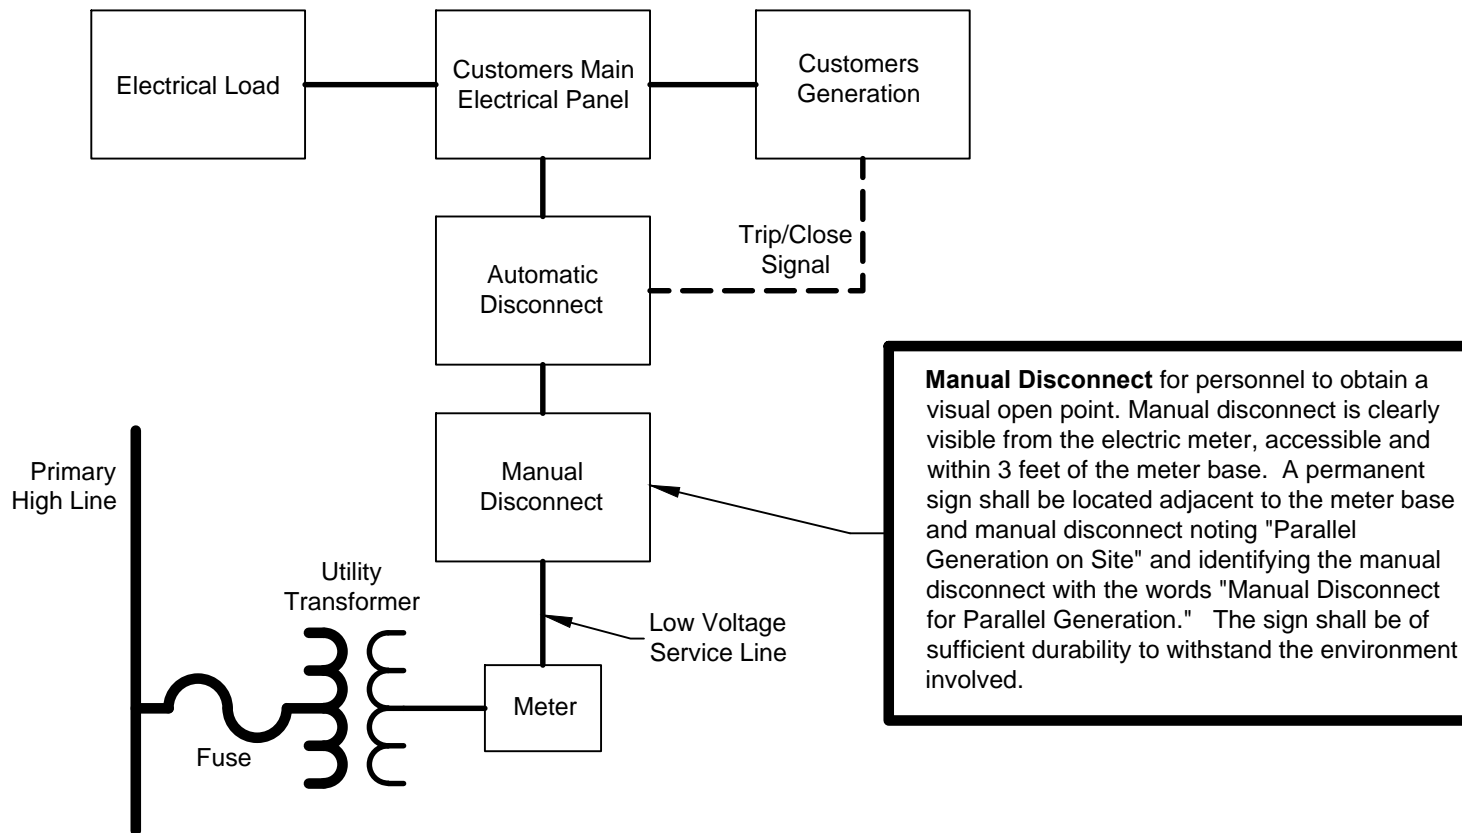 Electrical Load
Customers Main
Electrical Panel
Customers
Generation
Trip/Close
Signal
Automatic
Disconnect
Manual Disconnect for personnel to obtain a
visual open point. Manual disconnect is clearly
visible from the electric meter, accessible and
within 3 feet of the meter base.  A permanent
sign shall be located adjacent to the meter base
and manual disconnect noting "Parallel
Generation on Site" and identifying the manual
disconnect with the words "Manual Disconnect
for Parallel Generation."   The sign shall be of
sufficient durability to withstand the environment
involved.
Manual
Disconnect
Primary
High Line
Utility
Transformer
Low Voltage
Service Line
Meter
Fuse